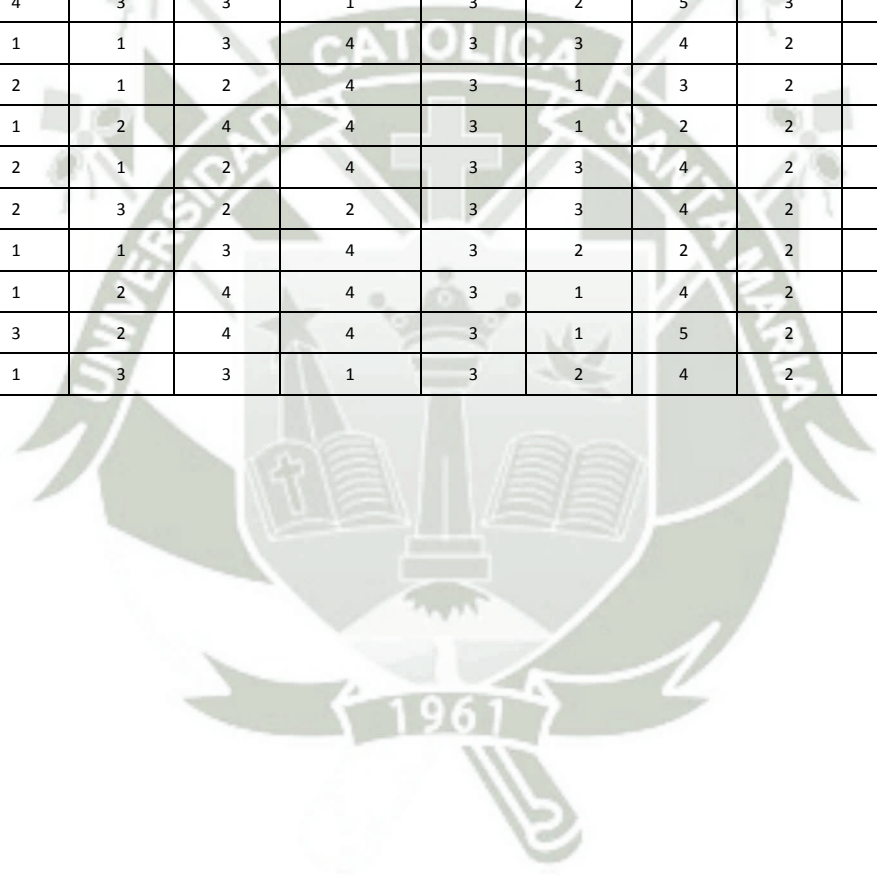 4 3 3 1 3 2 5 3
1 1 3 4 3 3 4 2
2 1 2 4 3 1 3 2
1 2 4 4 3 1 2 2
2 1 2 4 3 3 4 2
2 3 2 2 3 3 4 2
1 1 3 4 3 2 2 2
1 2 4 4 3 1 4 2
3 2 4 4 3 1 5 2
1 3 3 1 3 2 4 2
UNIVERSIDAD CATOLICA SANTA MARIA
1961